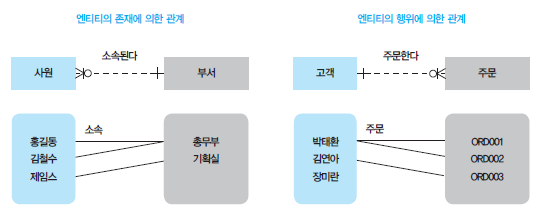 엔티티의 존재에 의한 관계
엔티티의 행위에 의한 관계
소속된다
사원
부서
주문한다
고객
주문
소속
홍길동
김철수
제임스
총무부
기획실
주문
박태환
김연아
장미란
ORD001
ORD002
ORD003